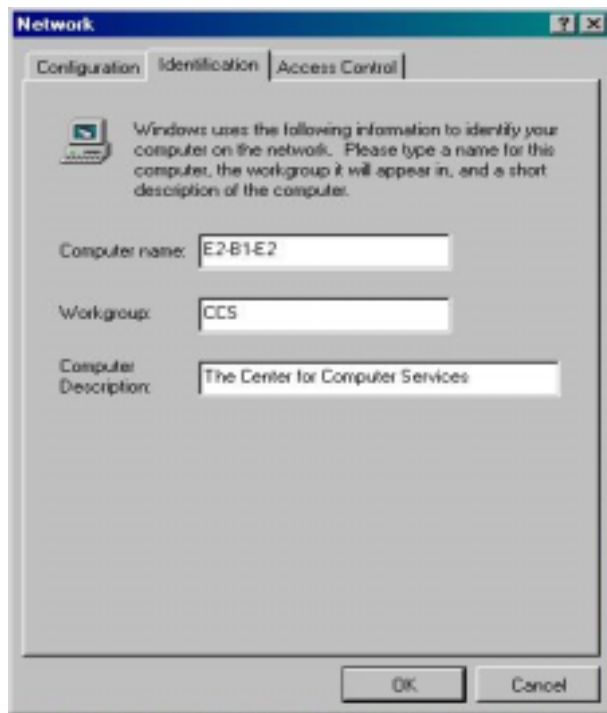 Network
Configuration Identification Access Control
Windows uses the following information to identify your
computer on the network. Please type a name for this
computer, the workgroup it will appear in, and a short
description of the computer.
Computer name: E2-B1-E2
Workgroup: CCS
Computer
Description: The Center for Computer Services
OK Cancel